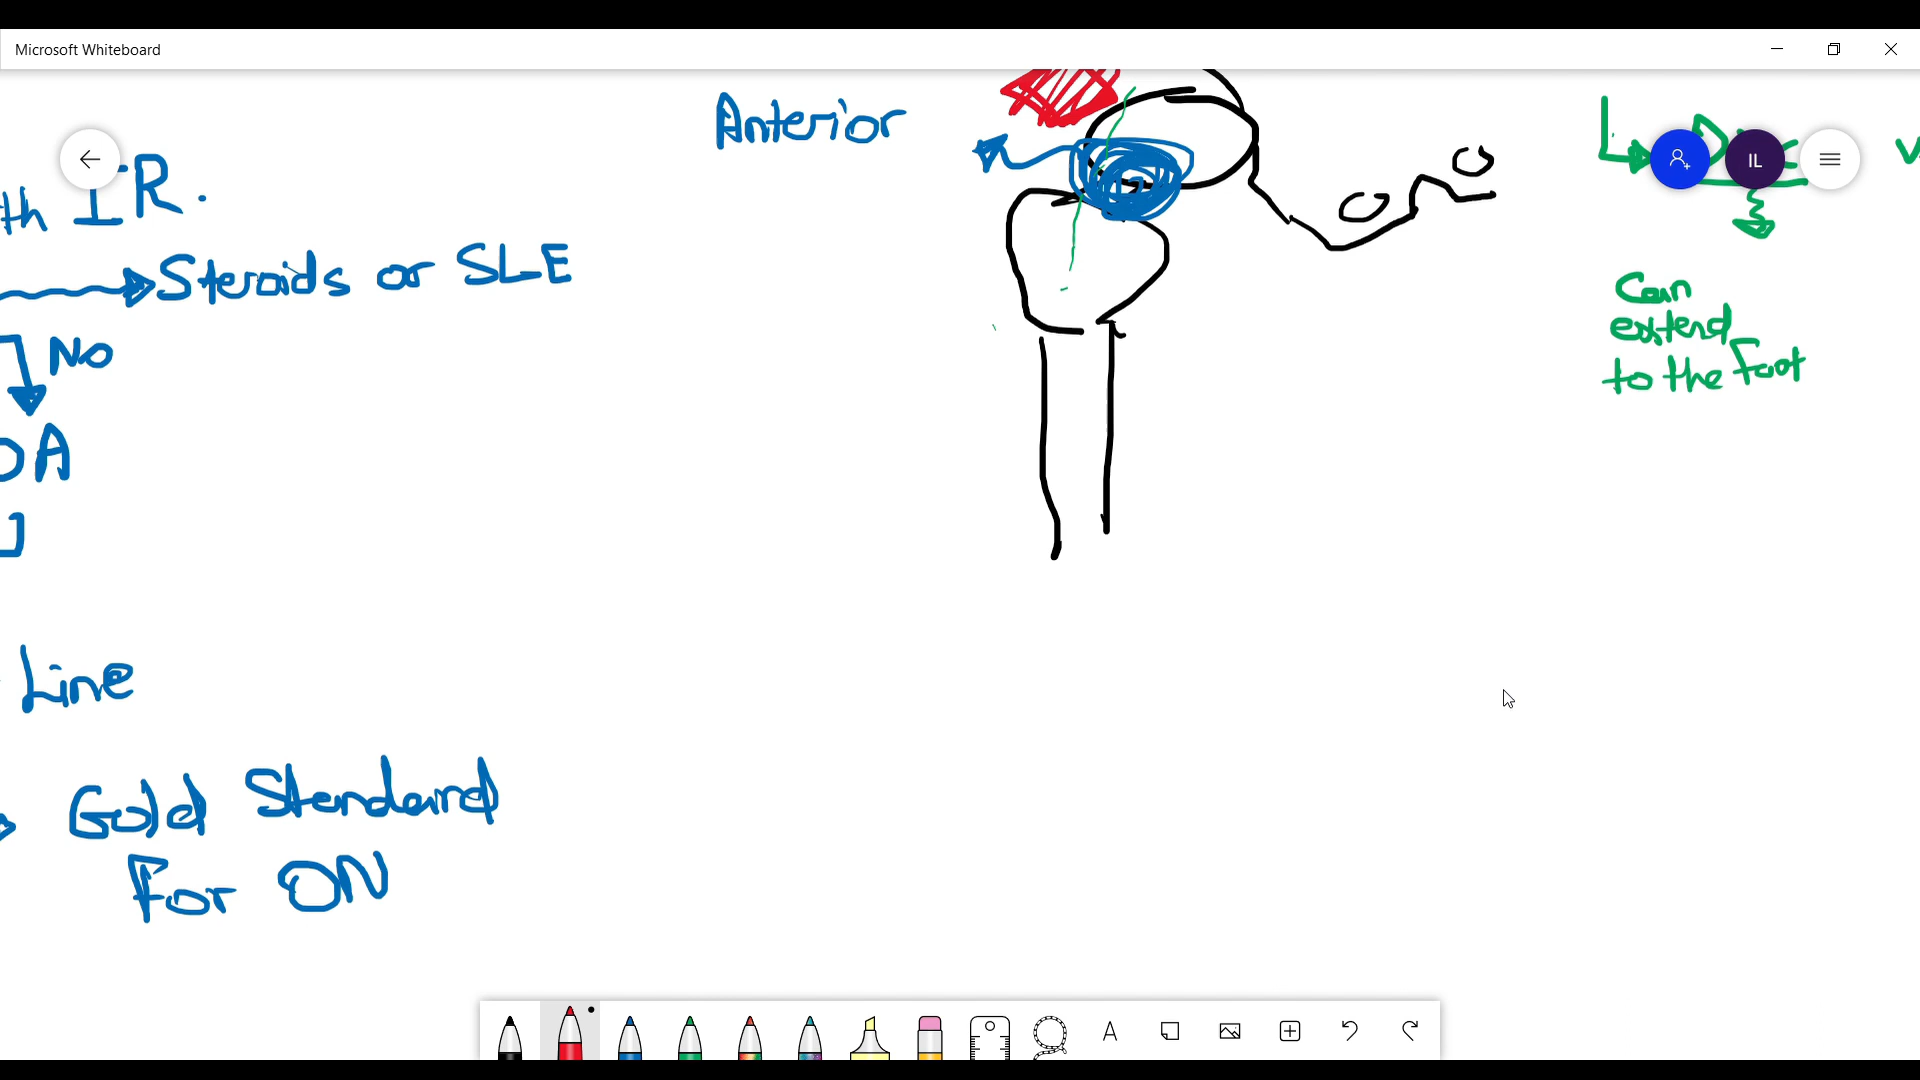 Microsoft Whiteboard
Anterior
IL
th IR.
Steroids or SLE
NO
OA
]
Can
extend
to the Foot
Line
Gold Standard
For ON
A